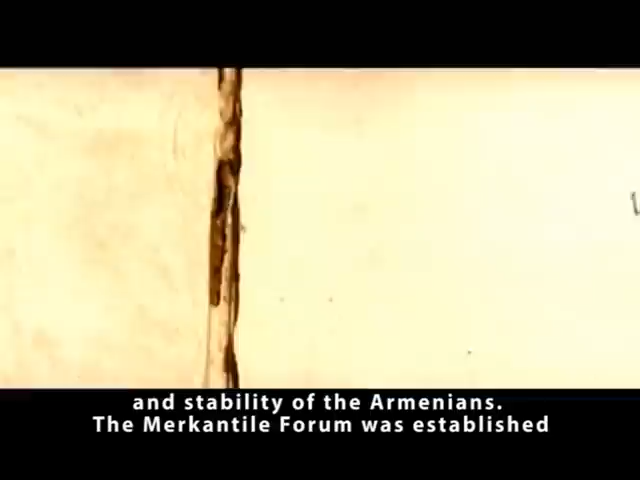 and stability of the Armenians.
The Merkantile Forum was established